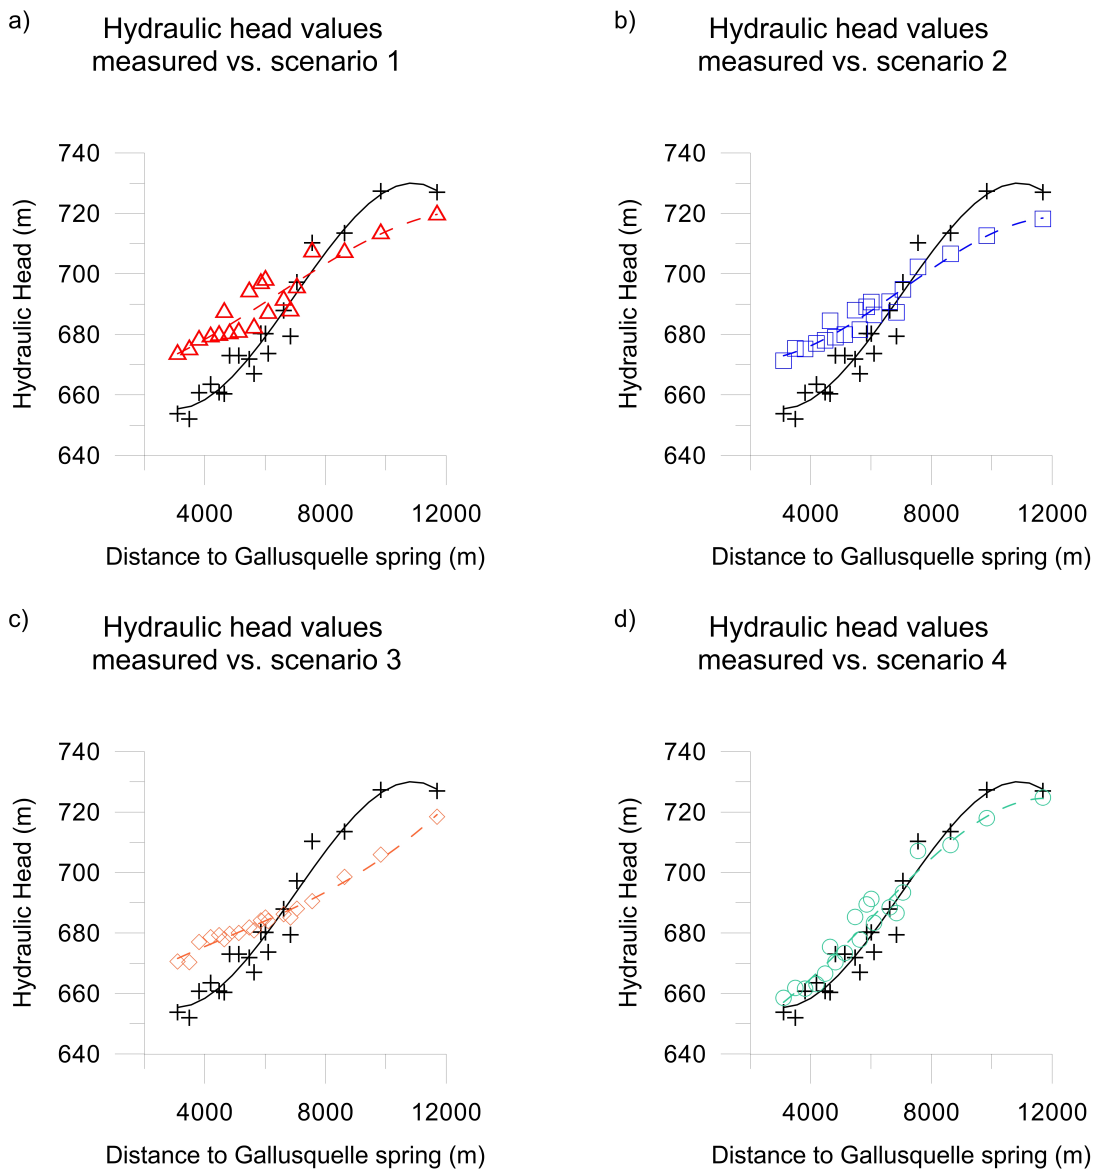 a)
Hydraulic head values
measured vs. scenario 1
740
720
700
680
660
640
Hydraulic Head (m)
4000 8000 12000
Distance to Gallusquelle spring (m)
b)
Hydraulic head values
measured vs. scenario 2
740
720
700
680
660
640
Hydraulic Head (m)
4000 8000 12000
Distance to Gallusquelle spring (m)
c)
Hydraulic head values
measured vs. scenario 3
740
720
700
680
660
640
Hydraulic Head (m)
4000 8000 12000
Distance to Gallusquelle spring (m)
d)
Hydraulic head values
measured vs. scenario 4
740
720
700
680
660
640
Hydraulic Head (m)
4000 8000 12000
Distance to Gallusquelle spring (m)